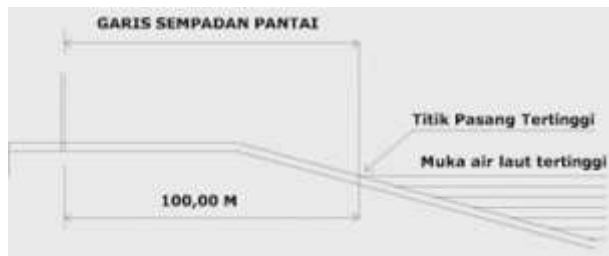 GARIS SEMPADAN PANTAI
Titik Pasang Tertinggi
Muka air laut tertinggi
100,00 M